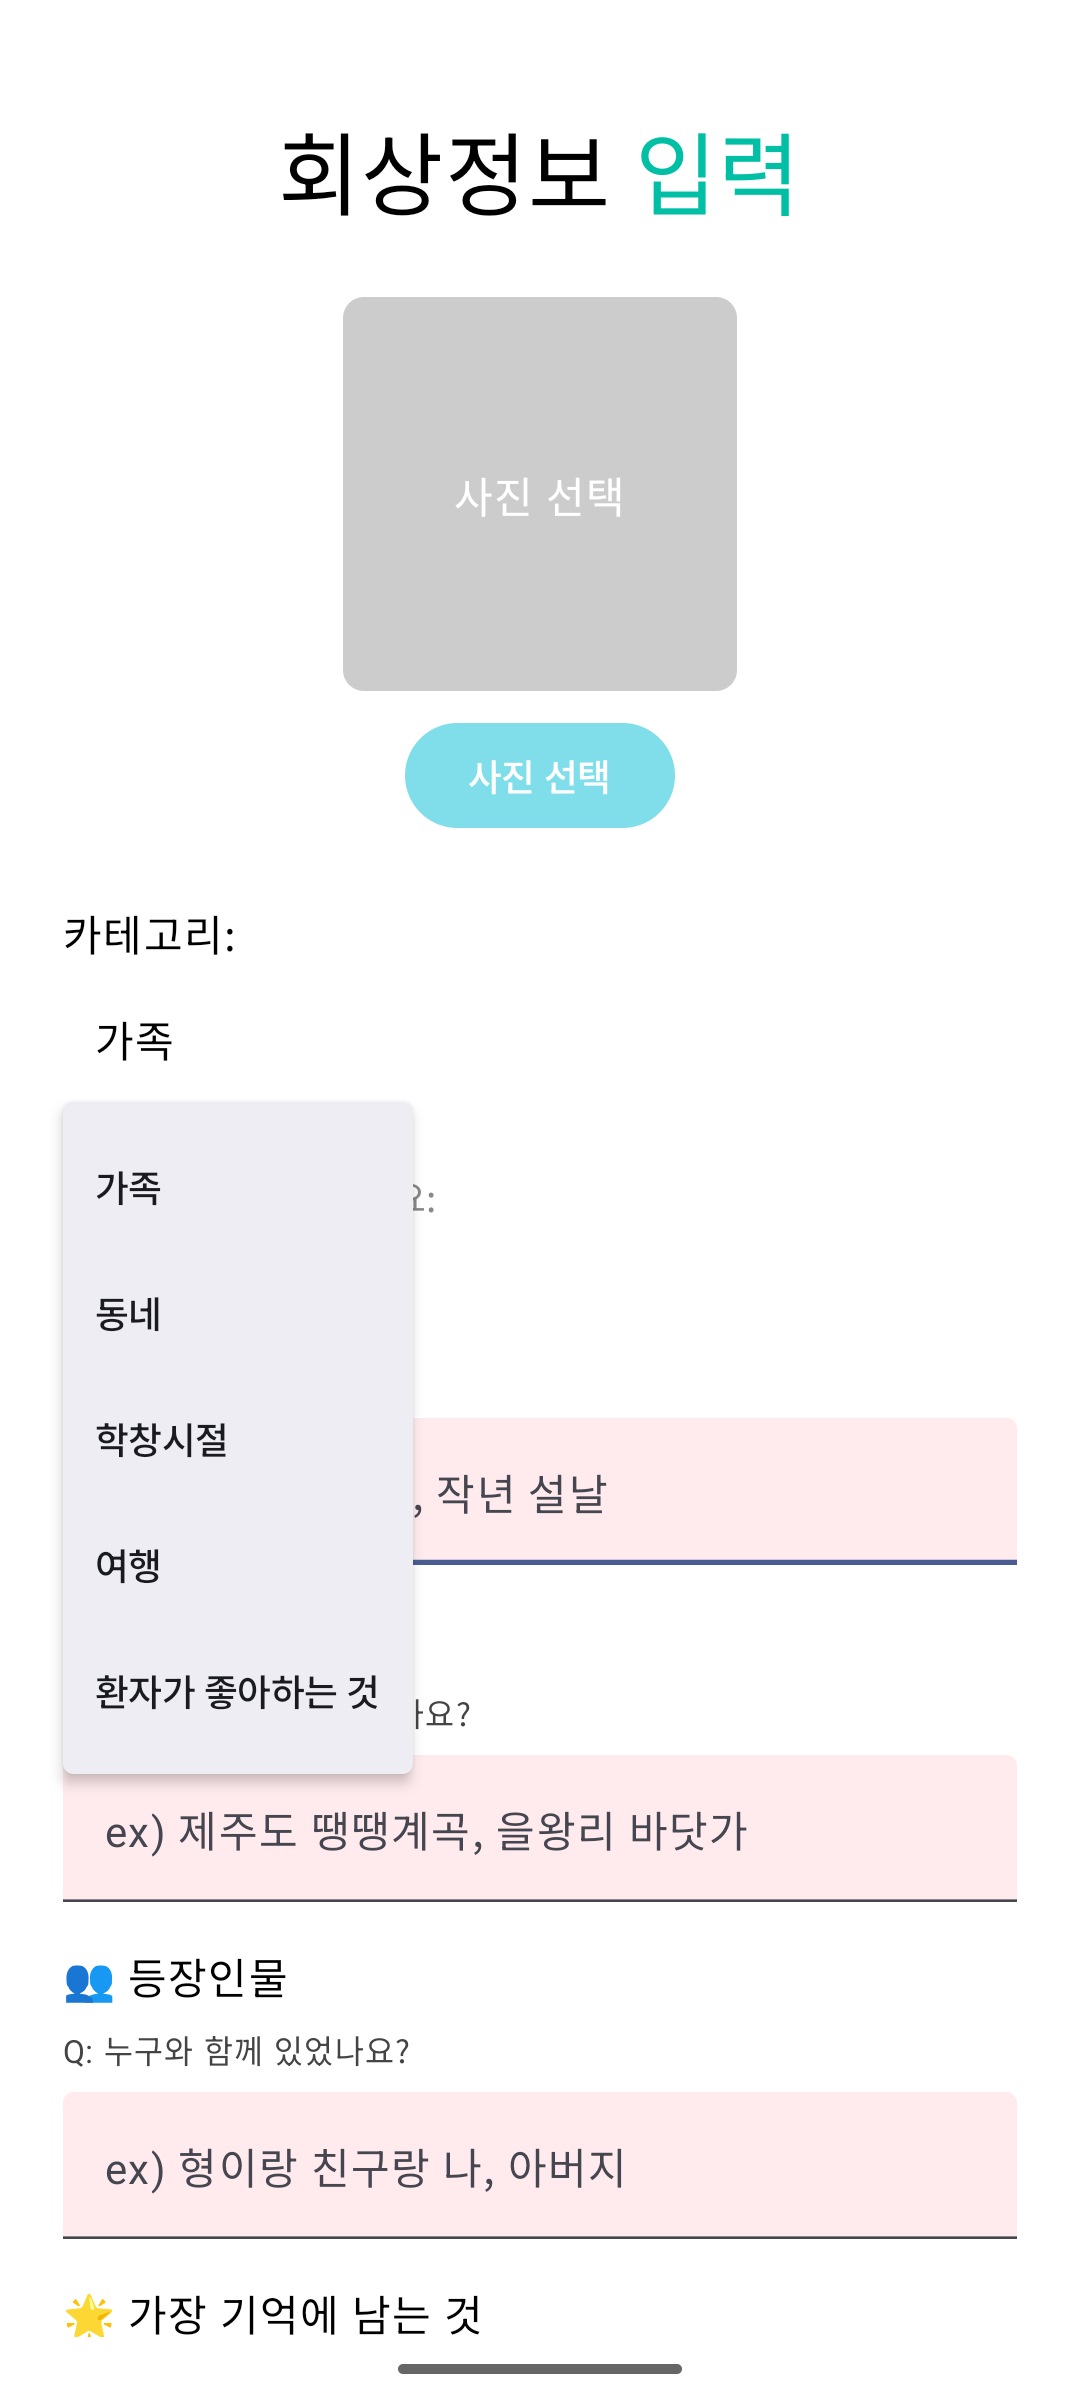 회상정보 입력
사진 선택
사진 선택
카테고리:
가족
가족
요:
동네
학창시절
, 작년 설날
여행
환자가 좋아하는 것
나요?
ex) 제주도 땡땡계곡, 을왕리 바닷가
👥 등장인물
Q: 누구와 함께 있었나요?
ex) 형이랑 친구랑 나, 아버지
🌟 가장 기억에 남는 것